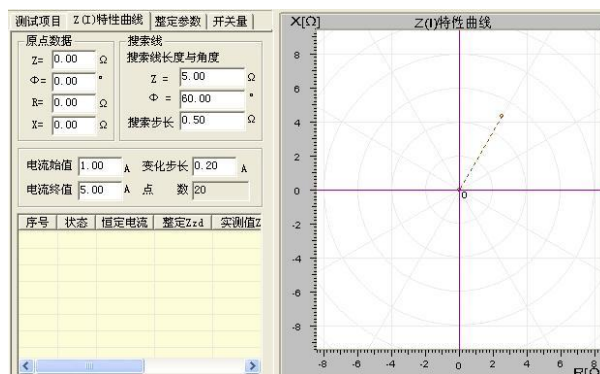 测试项目 Z(I)特性曲线 整定参数 开关量
原点数据
Z= 0.00 Ω
Φ= 0.00 °
R= 0.00 Ω
X= 0.00 Ω
搜索线
搜索线长度与角度
Z = 5.00 Ω
Φ = 60.00 °
搜索步长 0.50 Ω
电流始值 1.00 A 变化步长 0.20 A
电流终值 5.00 A 点 数 20
序号 状态 恒定电流 整定Zzd 实测值Z
X[Ω] Z(I)特性曲线
8
6
4
2
0
-2
-4
-6
-8
0
-8 -6 -4 -2 0 2 4 6 8
R[Ω